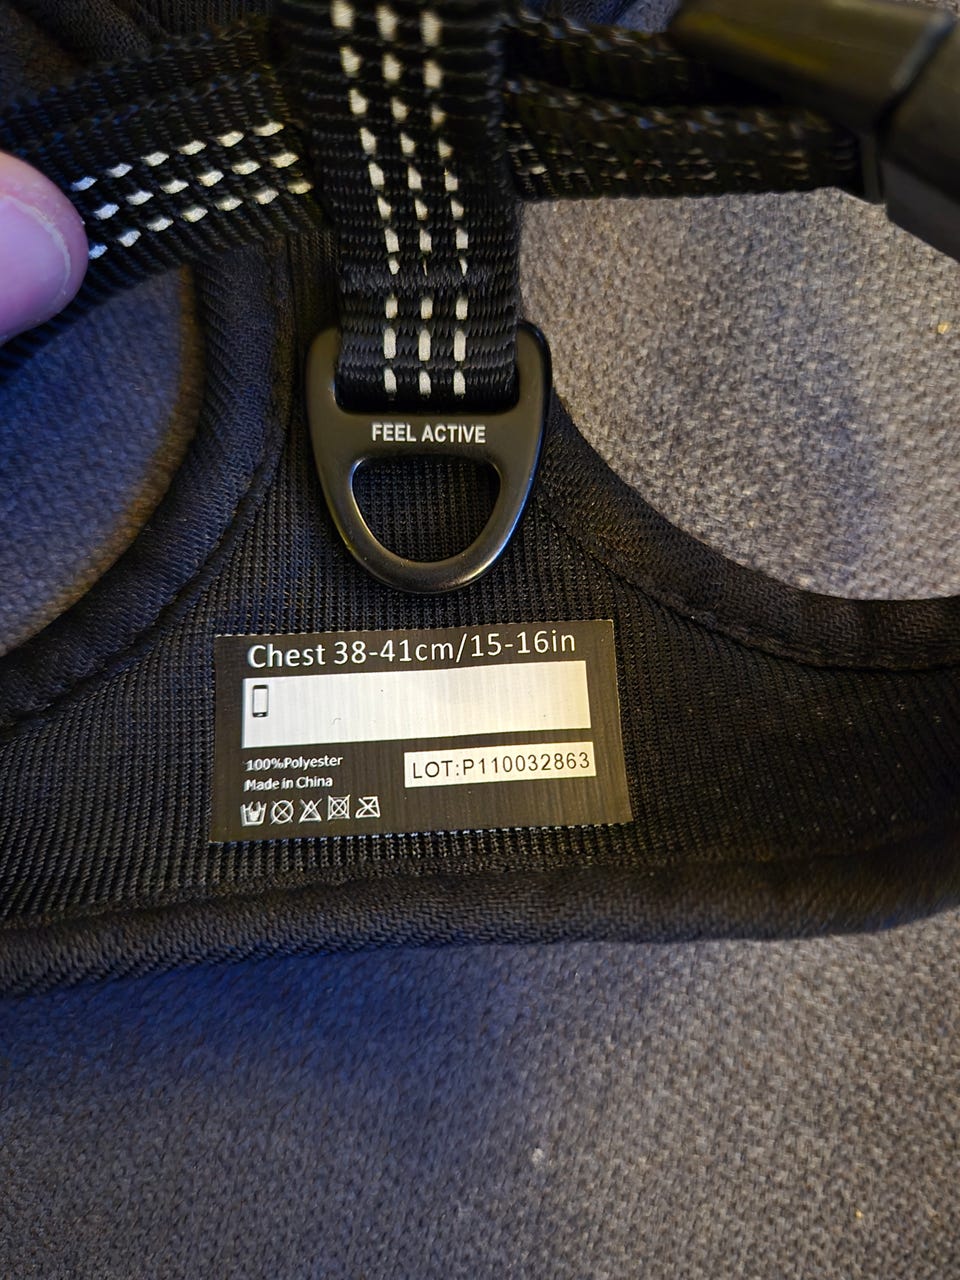 FEEL ACTIVE
Chest 38-41cm/15-16in
100%Polyester
Made in China
LOT:P110032863